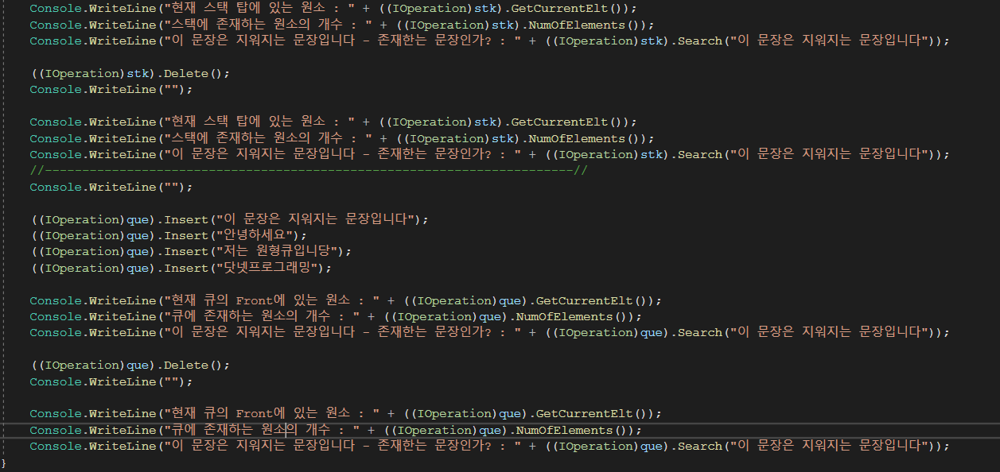 Console.WriteLine("현재 스택 탑에 있는 원소 : " + ((IOperation)stk).GetCurrentElt());
Console.WriteLine("스택에 존재하는 원소의 개수 : " + ((IOperation)stk).NumOfElements());
Console.WriteLine("이 문장은 지워지는 문장입니다 - 존재한는 문장인가? : " + ((IOperation)stk).Search("이 문장은 지워지는 문장입니다"));
((IOperation)stk).Delete();
Console.WriteLine("");
Console.WriteLine("현재 스택 탑에 있는 원소 : " + ((IOperation)stk).GetCurrentElt());
Console.WriteLine("스택에 존재하는 원소의 개수 : " + ((IOperation)stk).NumOfElements());
Console.WriteLine("이 문장은 지워지는 문장입니다 - 존재한는 문장인가? : " + ((IOperation)stk).Search("이 문장은 지워지는 문장입니다"));
//-----------------------------------------------------------------------//
Console.WriteLine("");
((IOperation)que).Insert("이 문장은 지워지는 문장입니다");
((IOperation)que).Insert("안녕하세요");
((IOperation)que).Insert("저는 원형큐입니당");
((IOperation)que).Insert("닷넷프로그래밍");
Console.WriteLine("현재 큐의 Front에 있는 원소 : " + ((IOperation)que).GetCurrentElt());
Console.WriteLine("큐에 존재하는 원소의 개수 : " + ((IOperation)que).NumOfElements());
Console.WriteLine("이 문장은 지워지는 문장입니다 - 존재한는 문장인가? : " + ((IOperation)que).Search("이 문장은 지워지는 문장입니다"));
((IOperation)que).Delete();
Console.WriteLine("");
Console.WriteLine("현재 큐의 Front에 있는 원소 : " + ((IOperation)que).GetCurrentElt());
Console.WriteLine("큐에 존재하는 원소의 개수 : " + ((IOperation)que).NumOfElements());
Console.WriteLine("이 문장은 지워지는 문장입니다 - 존재한는 문장인가? : " + ((IOperation)que).Search("이 문장은 지워지는 문장입니다"));
}